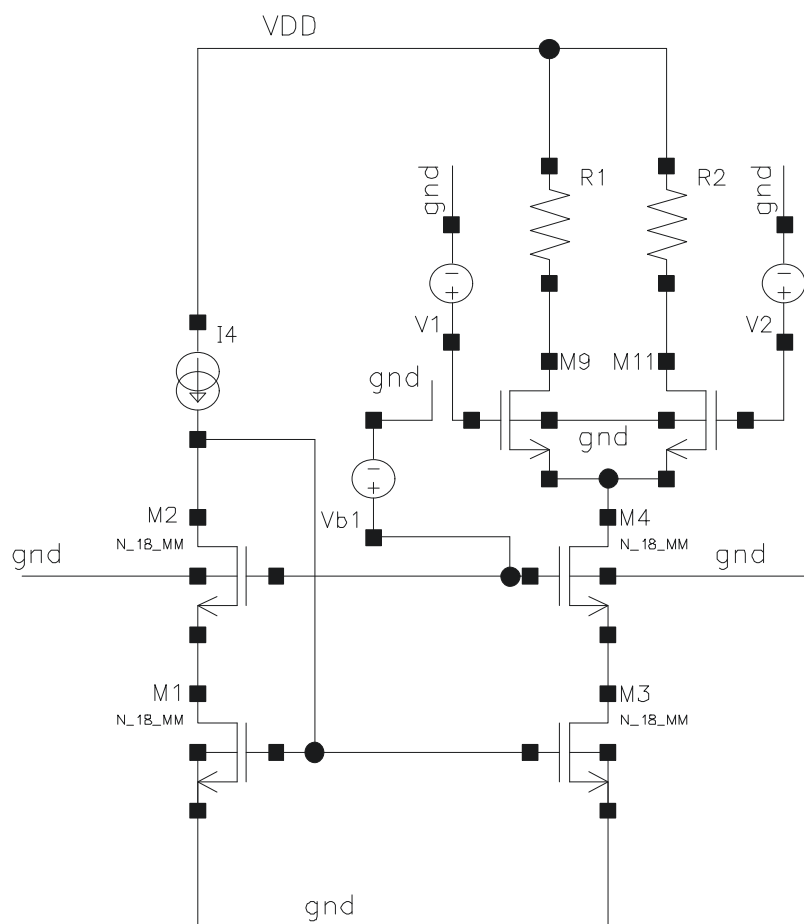 VDD
gnd
R1
R2
gnd
V1
V2
I4
gnd
M9
M11
gnd
Vb1
M2
N_18_MM
M4
N_18_MM
gnd
gnd
M1
N_18_MM
M3
N_18_MM
gnd